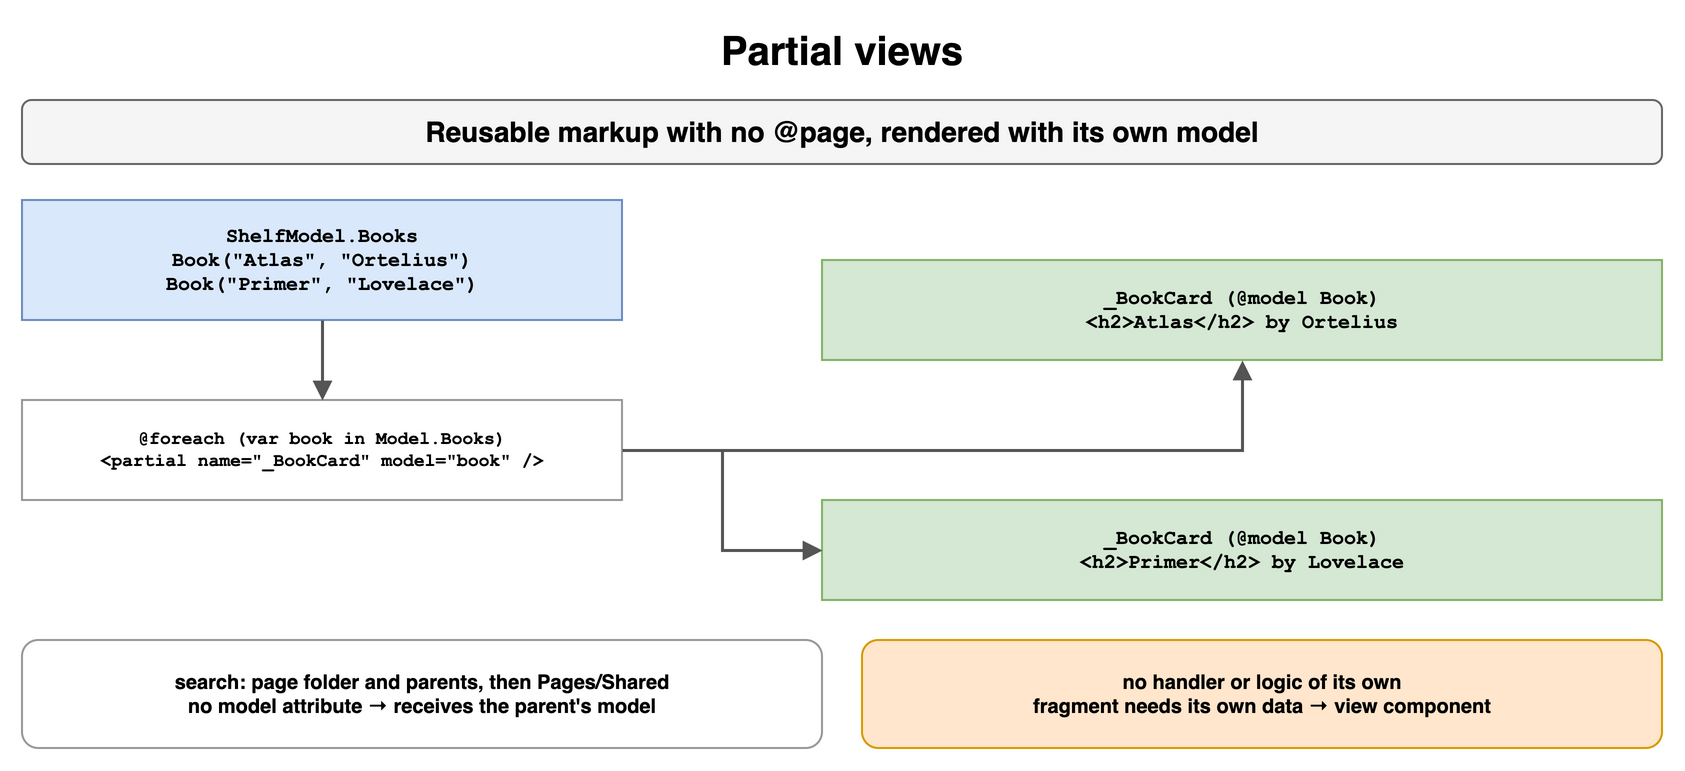 Partial views
Reusable markup with no @page, rendered with its own model
ShelfModel.Books
Book("Atlas", "Ortelius")
Book("Primer", "Lovelace")
@foreach (var book in Model.Books)
<partial name="_BookCard" model="book" />
_BookCard (@model Book)
<h2>Atlas</h2> by Ortelius
_BookCard (@model Book)
<h2>Primer</h2> by Lovelace
search: page folder and parents, then Pages/Shared
no model attribute → receives the parent's model
no handler or logic of its own
fragment needs its own data → view component